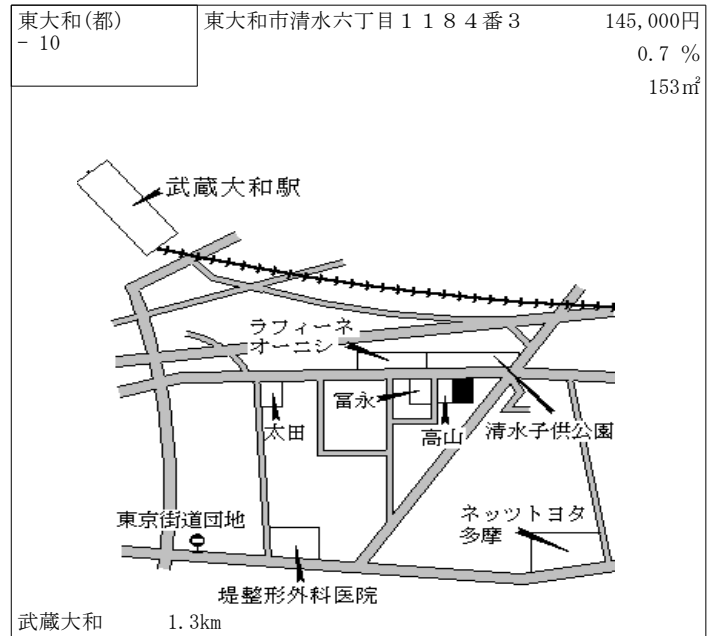 東大和(都)
- 10
東大和市清水六丁目１１８４番３
145,000円
0.7 %
153㎡
武蔵大和駅
ラフィーネ
オーニシ
冨永
太田
高山
清水子供公園
東京街道団地
ネッツトヨタ
多摩
堤整形外科医院
武蔵大和 1.3km